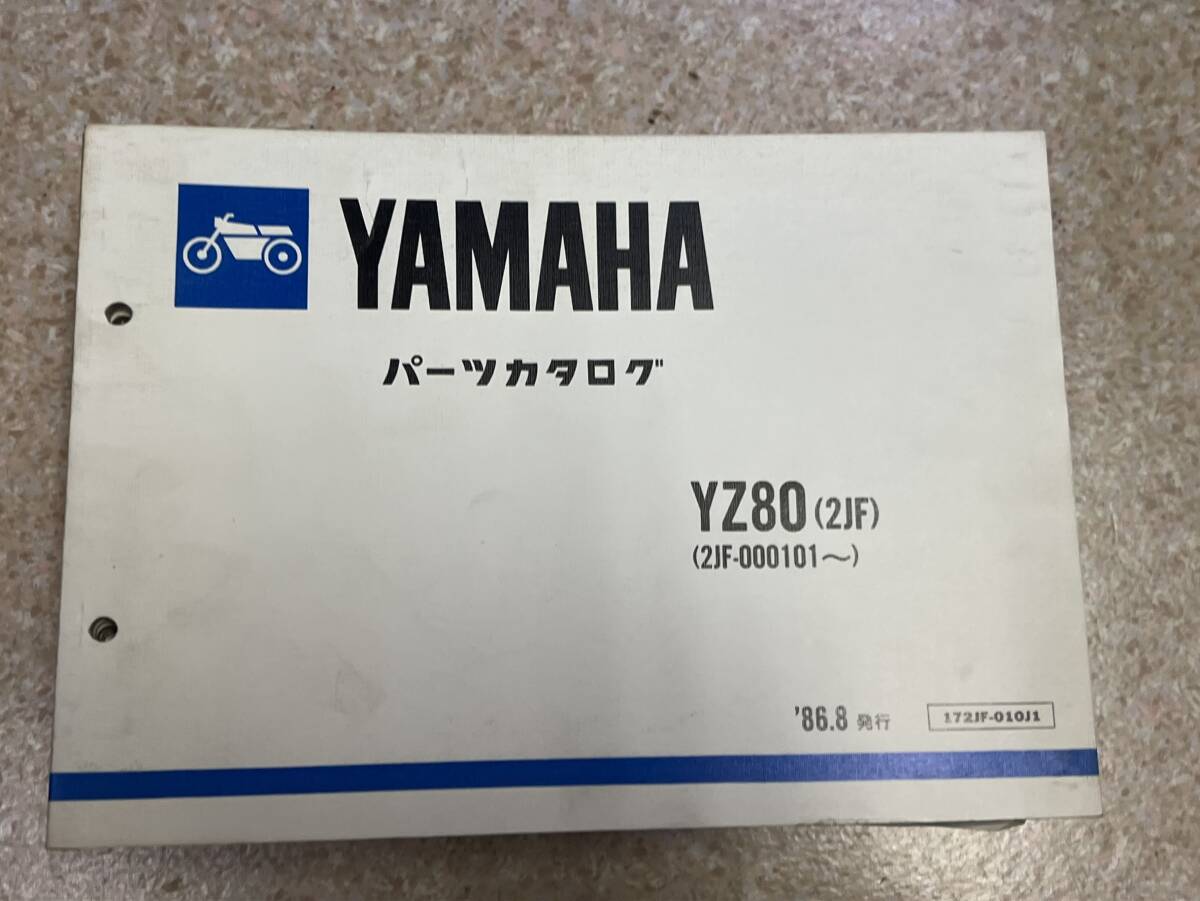 YAMAHA
パーツカタログ
YZ80 (2JF)
(2JF-000101〜)
'86.8 発行
172JF-010J1